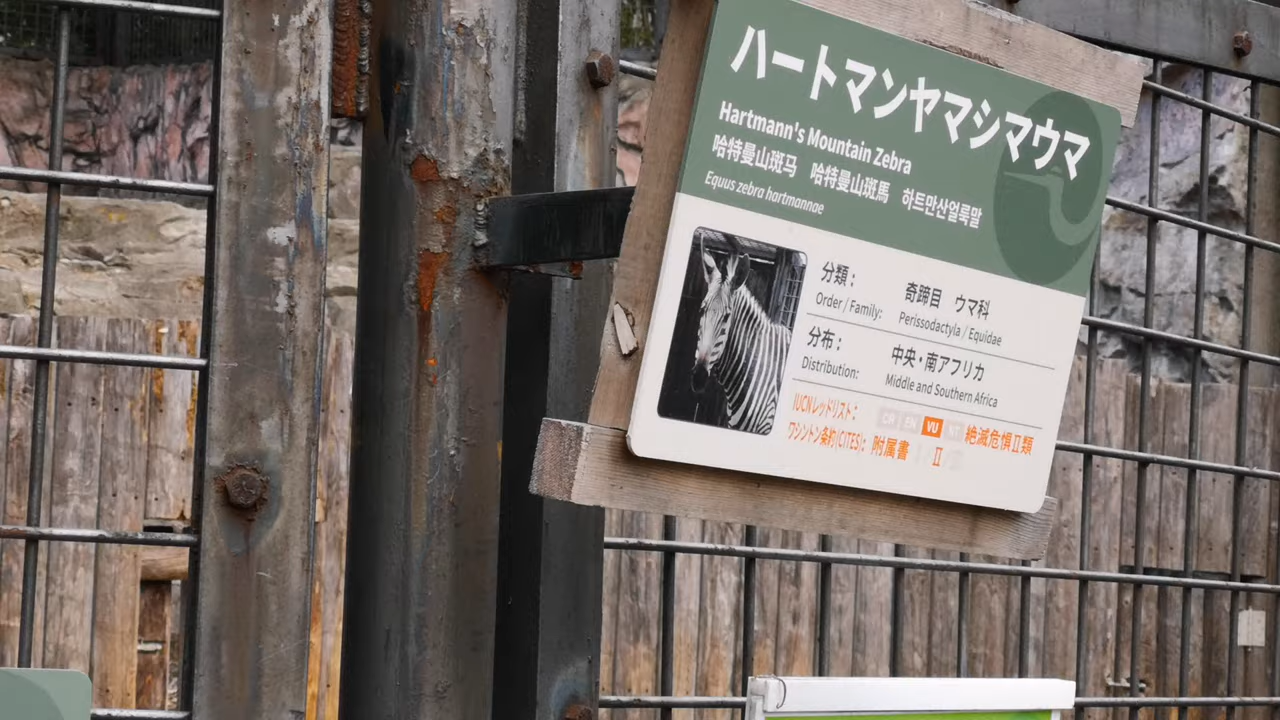 ハートマンヤマシマウマ
Hartmann's Mountain Zebra
哈特曼山斑马 哈特曼山斑馬 하트만산얼룩말
Equus zebra hartmannae
分類: 奇蹄目 ウマ科
Order / Family: Perissodactyla / Equidae
分布: 中央・南アフリカ
Distribution: Middle and Southern Africa
IUCNレッドリスト: CR EN VU NT 絶滅危惧Ⅱ類
ワシントン条約(CITES): 附属書 Ⅱ